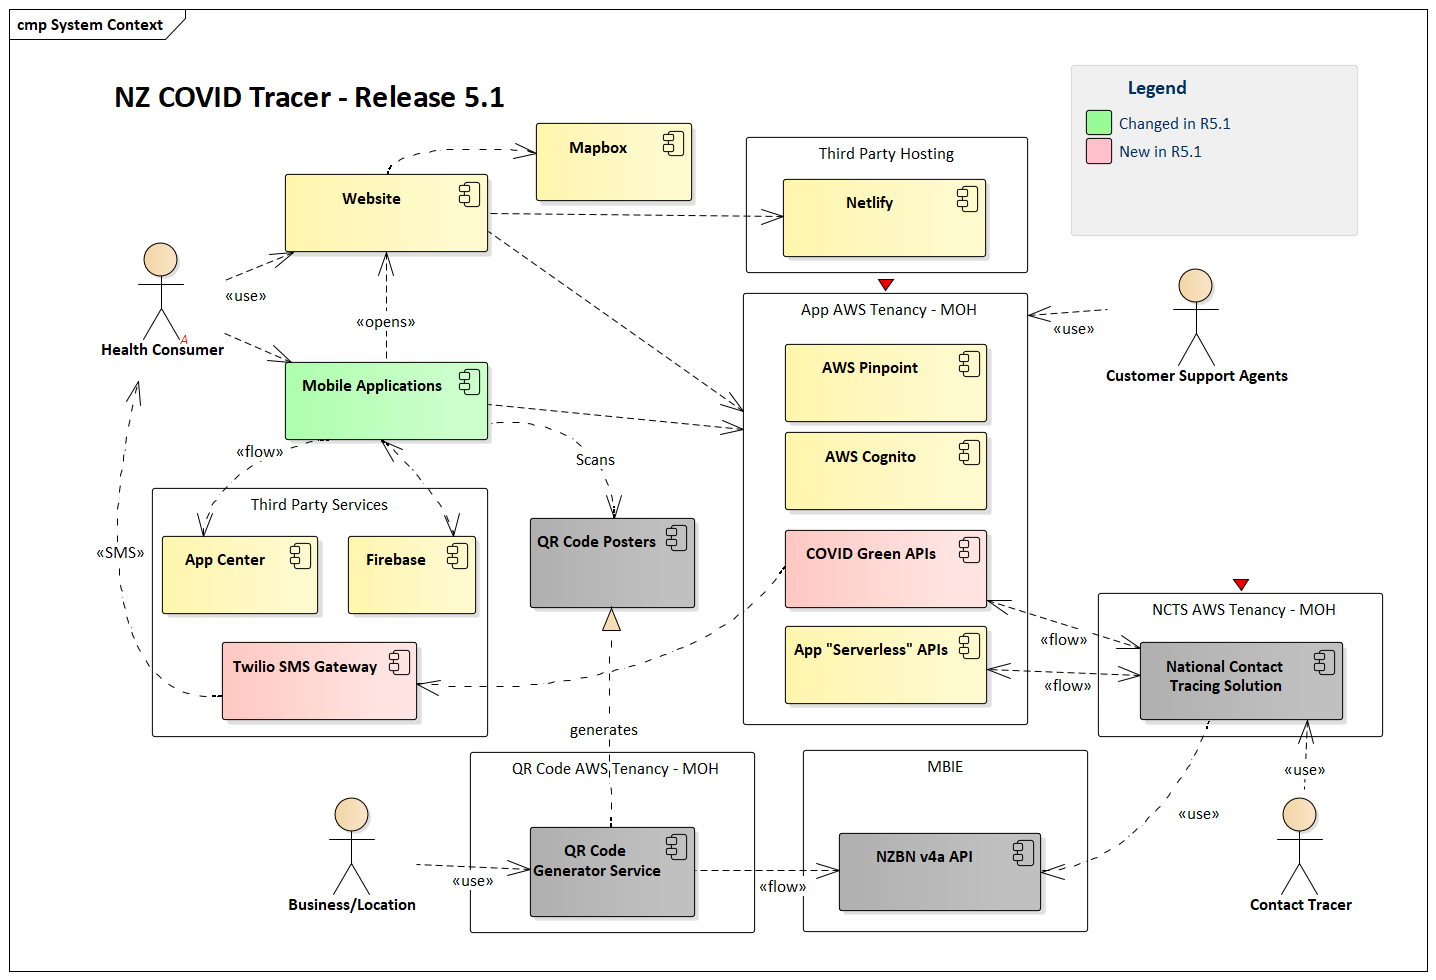 cmp System Context
NZ COVID Tracer - Release 5.1
Legend
Changed in R5.1
New in R5.1
Mapbox
Third Party Hosting
Website
Netlify
«use»
«opens»
Health Consumer
A
App AWS Tenancy - MOH
«use»
Customer Support Agents
Mobile Applications
AWS Pinpoint
«flow»
Scans
AWS Cognito
Third Party Services
«SMS»
App Center
Firebase
QR Code Posters
COVID Green APIs
NCTS AWS Tenancy - MOH
«flow»
Twilio SMS Gateway
App "Serverless" APIs
National Contact
Tracing Solution
«flow»
generates
QR Code AWS Tenancy - MOH
MBIE
«use»
«use»
QR Code
Generator Service
NZBN v4a API
«use»
«flow»
Business/Location
Contact Tracer